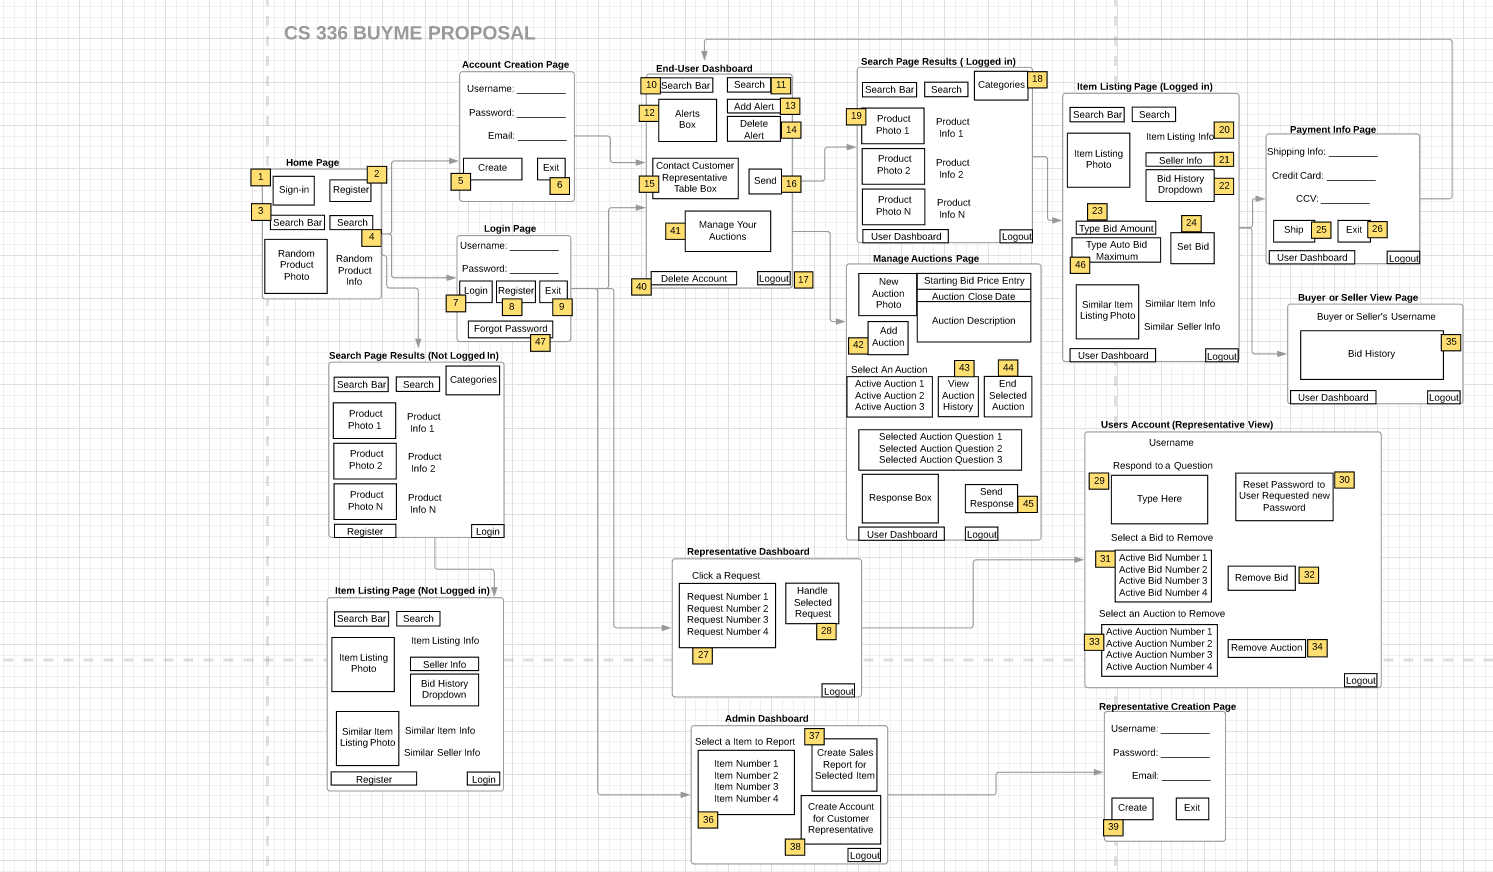 CS 336 BUYME PROPOSAL
Home Page
1
2
Sign-in
Register
3
Search Bar
Search
4
Random
Product
Photo
Random
Product
Info
Account Creation Page
Username:
Password:
Email:
Create
Exit
5
6
Login Page
Username:
Password:
Login
Register
Exit
7
8
9
Forgot Password
47
Search Page Results (Not Logged In)
Search Bar
Search
Categories
Product
Photo 1
Product
Info 1
Product
Photo 2
Product
Info 2
Product
Photo N
Product
Info N
Register
Login
Item Listing Page (Not Logged in)
Search Bar
Search
Item Listing Info
Item Listing
Photo
Seller Info
Bid History
Dropdown
Similar Item
Listing Photo
Similar Item Info
Similar Seller Info
Register
Login
End-User Dashboard
10
Search Bar
Search
11
12
Alerts
Box
Add Alert
13
Delete
Alert
14
Contact Customer
Representative
Table Box
15
Send
16
41
Manage Your
Auctions
40
Delete Account
Logout
17
Search Page Results ( Logged in)
Search Bar
Search
Categories
18
19
Product
Photo 1
Product
Info 1
Product
Photo 2
Product
Info 2
Product
Photo N
Product
Info N
User Dashboard
Logout
Manage Auctions Page
New
Auction
Photo
Starting Bid Price Entry
Auction Close Date
Auction Description
42
Add
Auction
43
44
Select An Auction
Active Auction 1
Active Auction 2
Active Auction 3
View
Auction
History
End
Selected
Auction
Selected Auction Question 1
Selected Auction Question 2
Selected Auction Question 3
Response Box
Send
Response
45
User Dashboard
Logout
Item Listing Page (Logged in)
Search Bar
Search
Item Listing Info
20
Item Listing
Photo
Seller Info
21
Bid History
Dropdown
22
23
24
Type Bid Amount
Type Auto Bid
Maximum
46
Set Bid
Similar Item
Listing Photo
Similar Item Info
Similar Seller Info
User Dashboard
Logout
Payment Info Page
Shipping Info:
Credit Card:
CCV:
Ship
25
Exit
26
User Dashboard
Logout
Buyer or Seller View Page
Buyer or Seller's Username
Bid History
35
User Dashboard
Logout
Representative Dashboard
Click a Request
Request Number 1
Request Number 2
Request Number 3
Request Number 4
27
Handle
Selected
Request
28
Logout
Users Account (Representative View)
Username
Respond to a Question
29
Type Here
Reset Password to
User Requested new
Password
30
Select a Bid to Remove
31
Active Bid Number 1
Active Bid Number 2
Active Bid Number 3
Active Bid Number 4
Remove Bid
32
Select an Auction to Remove
33
Active Auction Number 1
Active Auction Number 2
Active Auction Number 3
Active Auction Number 4
Remove Auction
34
Logout
Admin Dashboard
Select a Item to Report
37
Item Number 1
Item Number 2
Item Number 3
Item Number 4
36
Create Sales
Report for
Selected Item
Create Account
for Customer
Representative
38
Logout
Representative Creation Page
Username:
Password:
Email:
Create
Exit
39